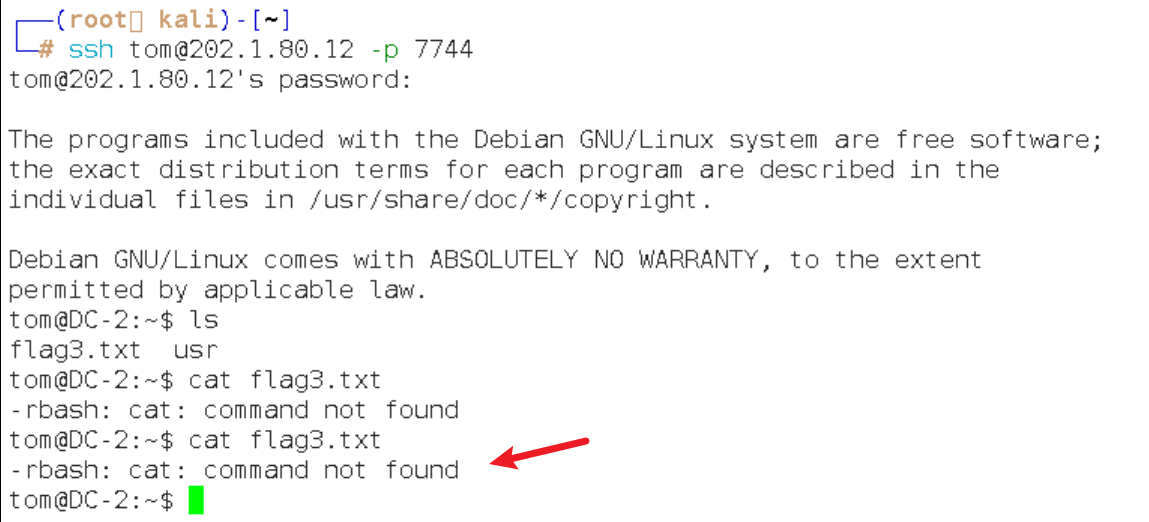 ┌──(root▯ kali)-[~]
└─# ssh tom@202.1.80.12 -p 7744
tom@202.1.80.12's password:
The programs included with the Debian GNU/Linux system are free software;
the exact distribution terms for each program are described in the
individual files in /usr/share/doc/*/copyright.
Debian GNU/Linux comes with ABSOLUTELY NO WARRANTY, to the extent
permitted by applicable law.
tom@DC-2:~$ ls
flag3.txt  usr
tom@DC-2:~$ cat flag3.txt
-rbash: cat: command not found
tom@DC-2:~$ cat flag3.txt
-rbash: cat: command not found
tom@DC-2:~$